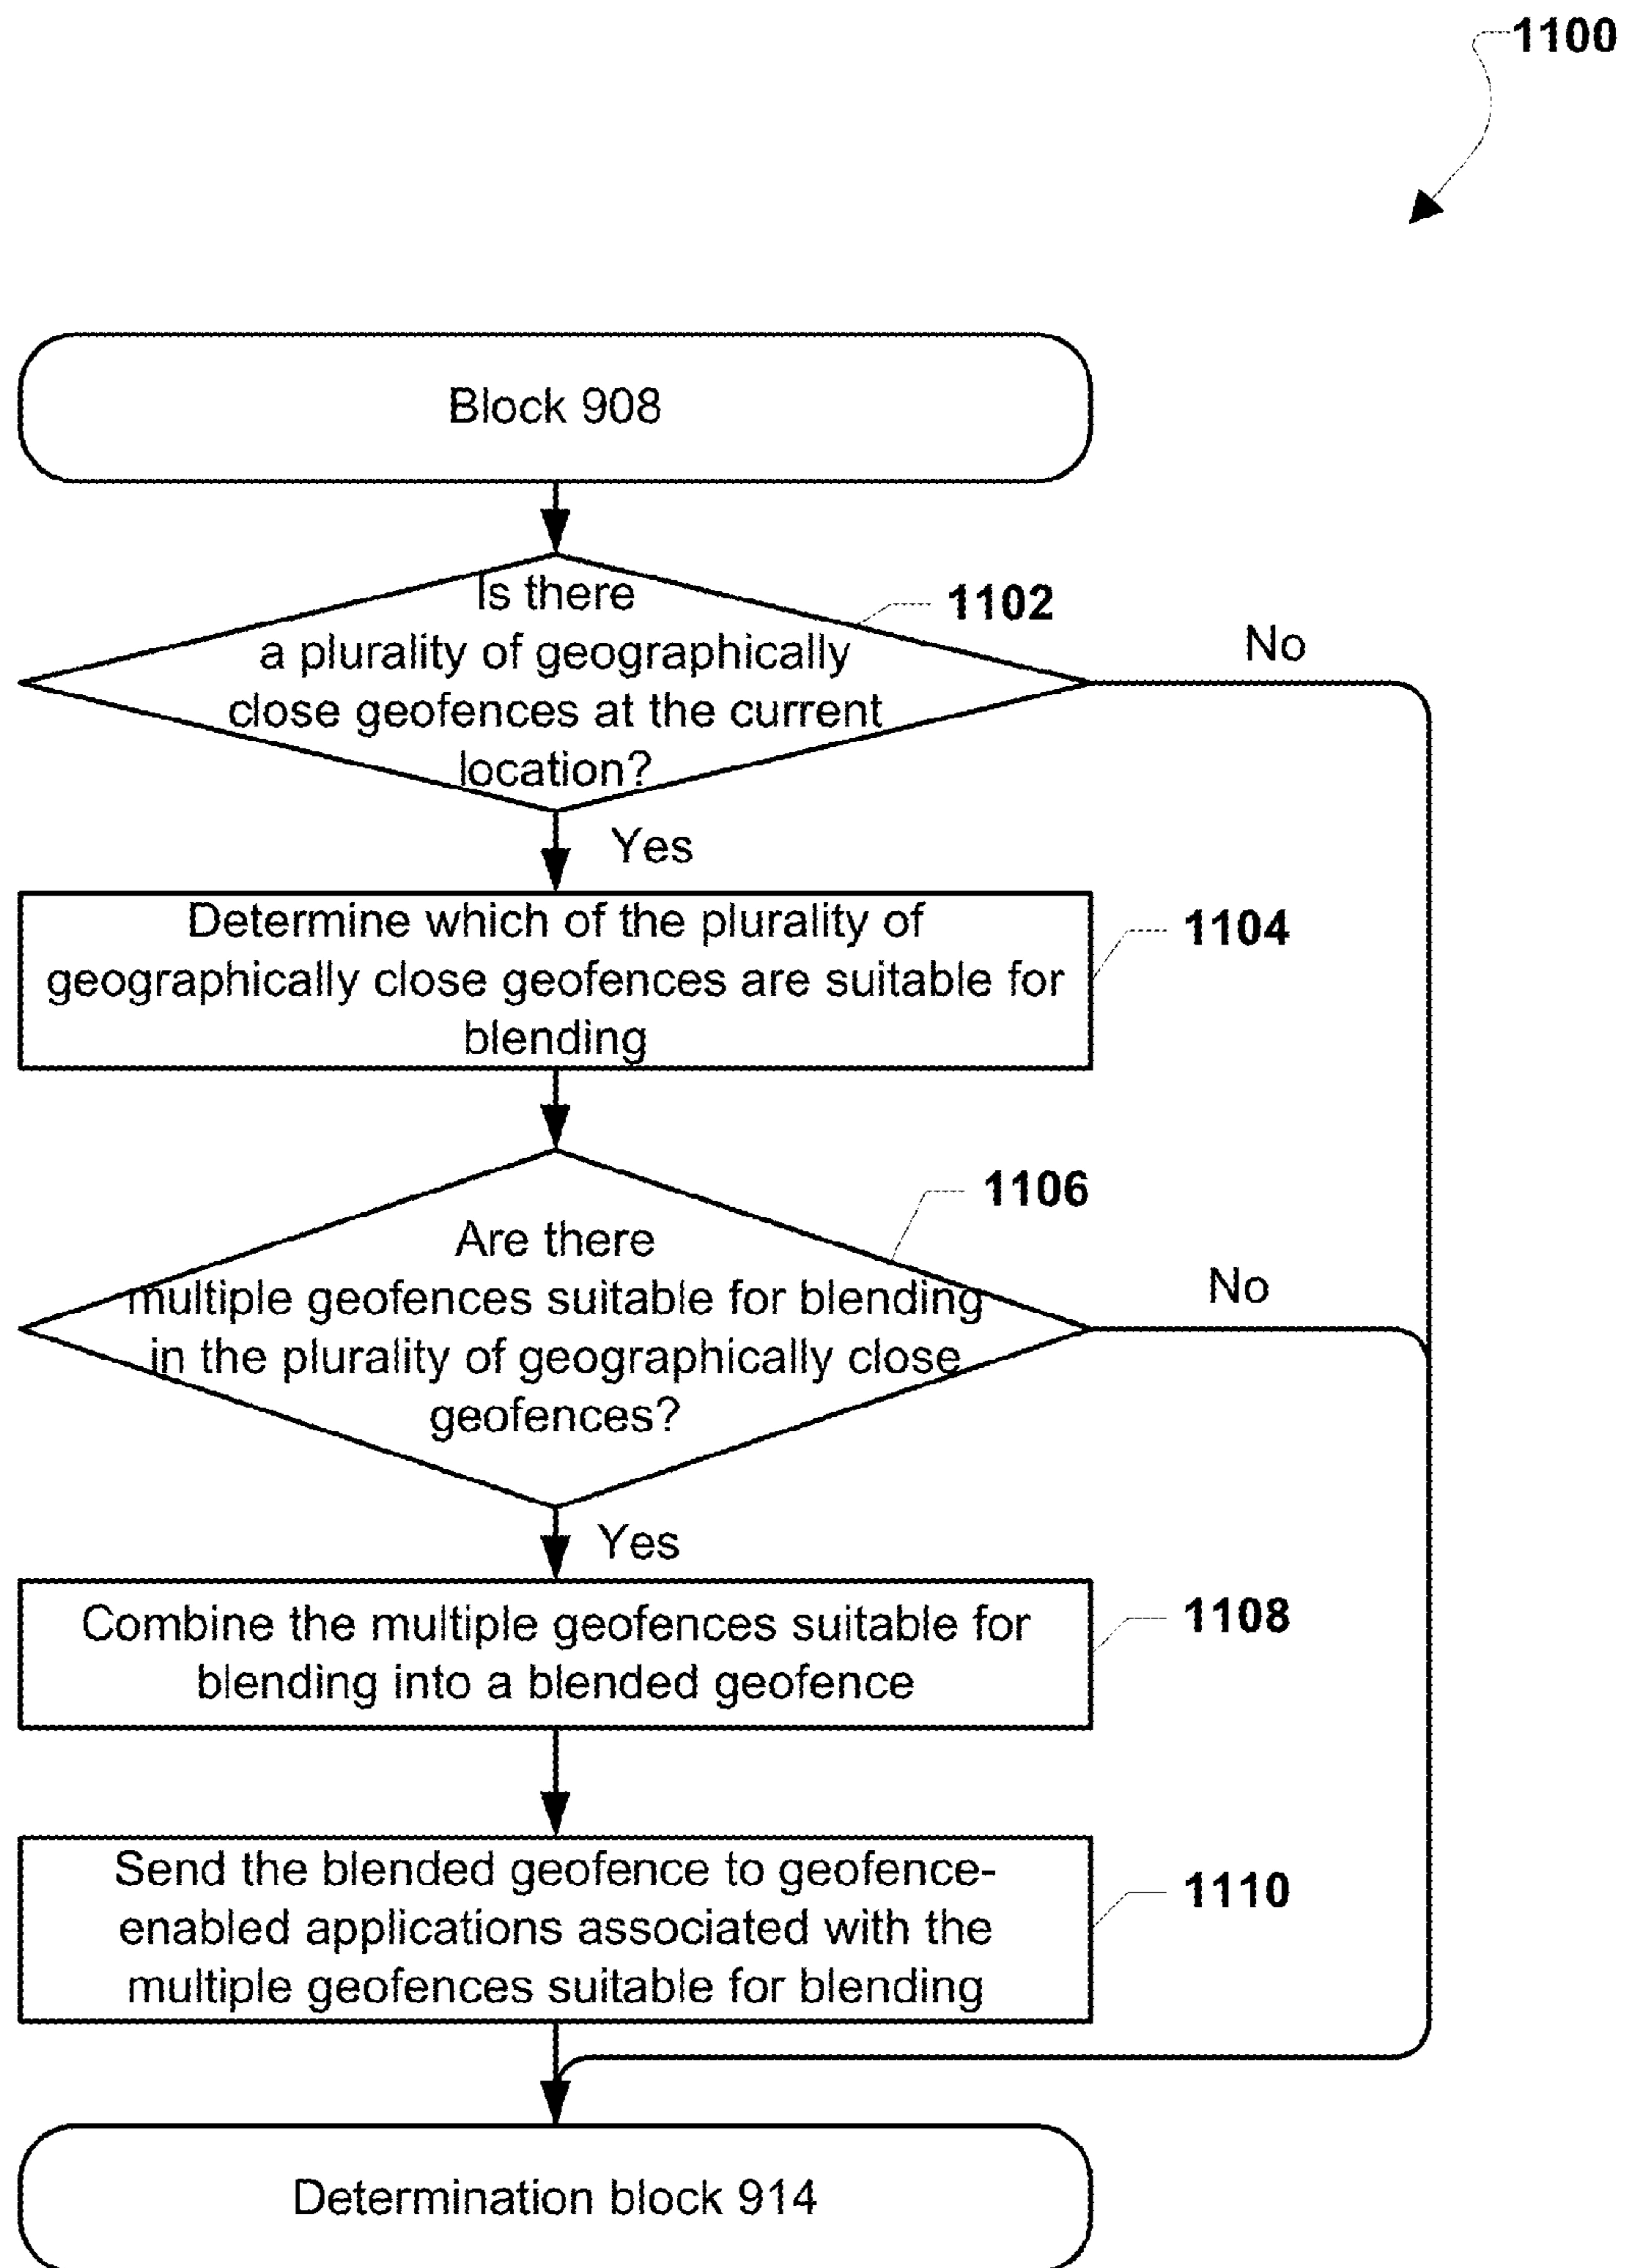 1100
Block 908
Is there
a plurality of geographically
close geofences at the current
location?
1102
No
Yes
Determine which of the plurality of
geographically close geofences are suitable for
blending
1104
Are there
multiple geofences suitable for blending
in the plurality of geographically close
geofences?
1106
No
Yes
Combine the multiple geofences suitable for
blending into a blended geofence
1108
Send the blended geofence to geofence-
enabled applications associated with the
multiple geofences suitable for blending
1110
Determination block 914